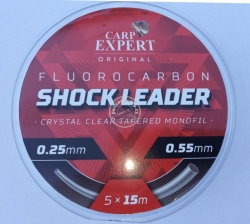 CARP
EXPERT
ORIGINAL
FLUOROCARBON
SHOCK LEADER
CRYSTAL CLEAR TAPERED MONOFIL
0.25mm 0.55mm
5 × 15m